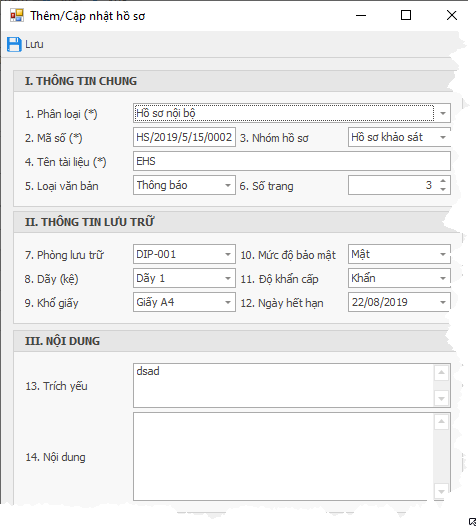 Thêm/Cập nhật hồ sơ
Lưu
I. THÔNG TIN CHUNG
1. Phân loại (*) Hồ sơ nội bộ
2. Mã số (*) HS/2019/5/15/0002 3. Nhóm hồ sơ Hồ sơ khảo sát
4. Tên tài liệu (*) EHS
5. Loại văn bản Thông báo 6. Số trang 3
II. THÔNG TIN LƯU TRỮ
7. Phòng lưu trữ DIP-001 10. Mức độ bảo mật Mật
8. Dãy (kệ) Dãy 1 11. Độ khẩn cấp Khẩn
9. Khổ giấy Giấy A4 12. Ngày hết hạn 22/08/2019
III. NỘI DUNG
13. Trích yếu dsad
14. Nội dung